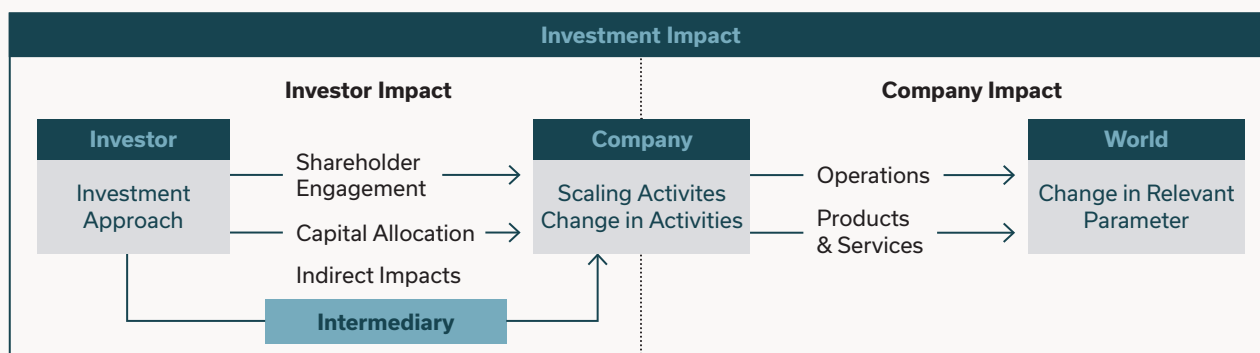 Investment Impact
Investor Impact
Company Impact
Investor
Investment
Approach
Shareholder
Engagement
Capital Allocation
Indirect Impacts
Intermediary
Company
Scaling Activites
Change in Activities
Operations
Products
& Services
World
Change in Relevant
Parameter